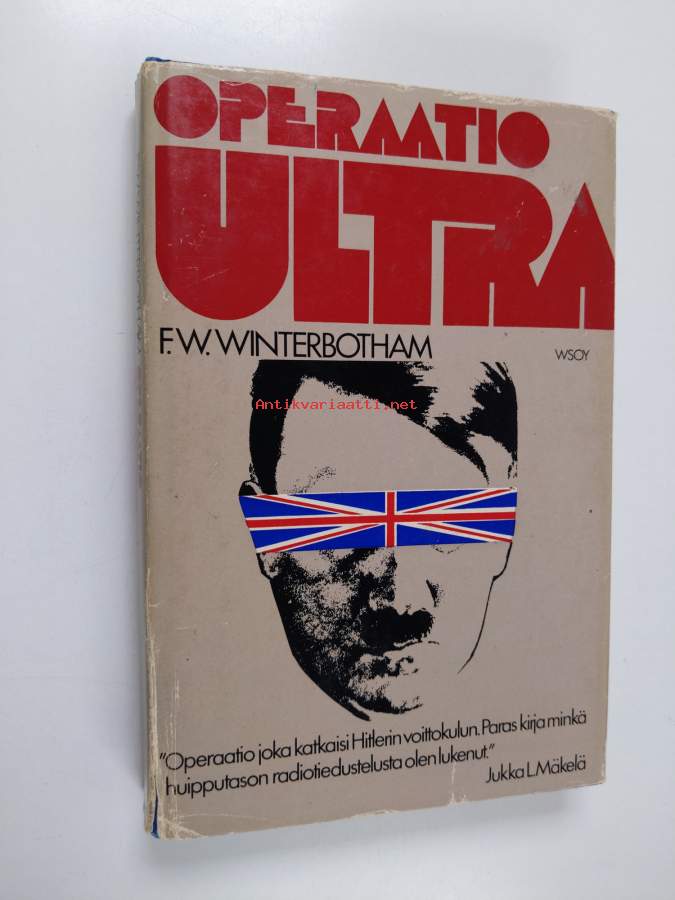 OPERAATIO
ULTRA
F. W. WINTERBOTHAM
WSOY
Antikvariaatti.net
"Operaatio joka katkaisi Hitlerin voittokulun. Paras kirja minkä
huipputason radiotiedustelusta olen lukenut."
Jukka L. Mäkelä